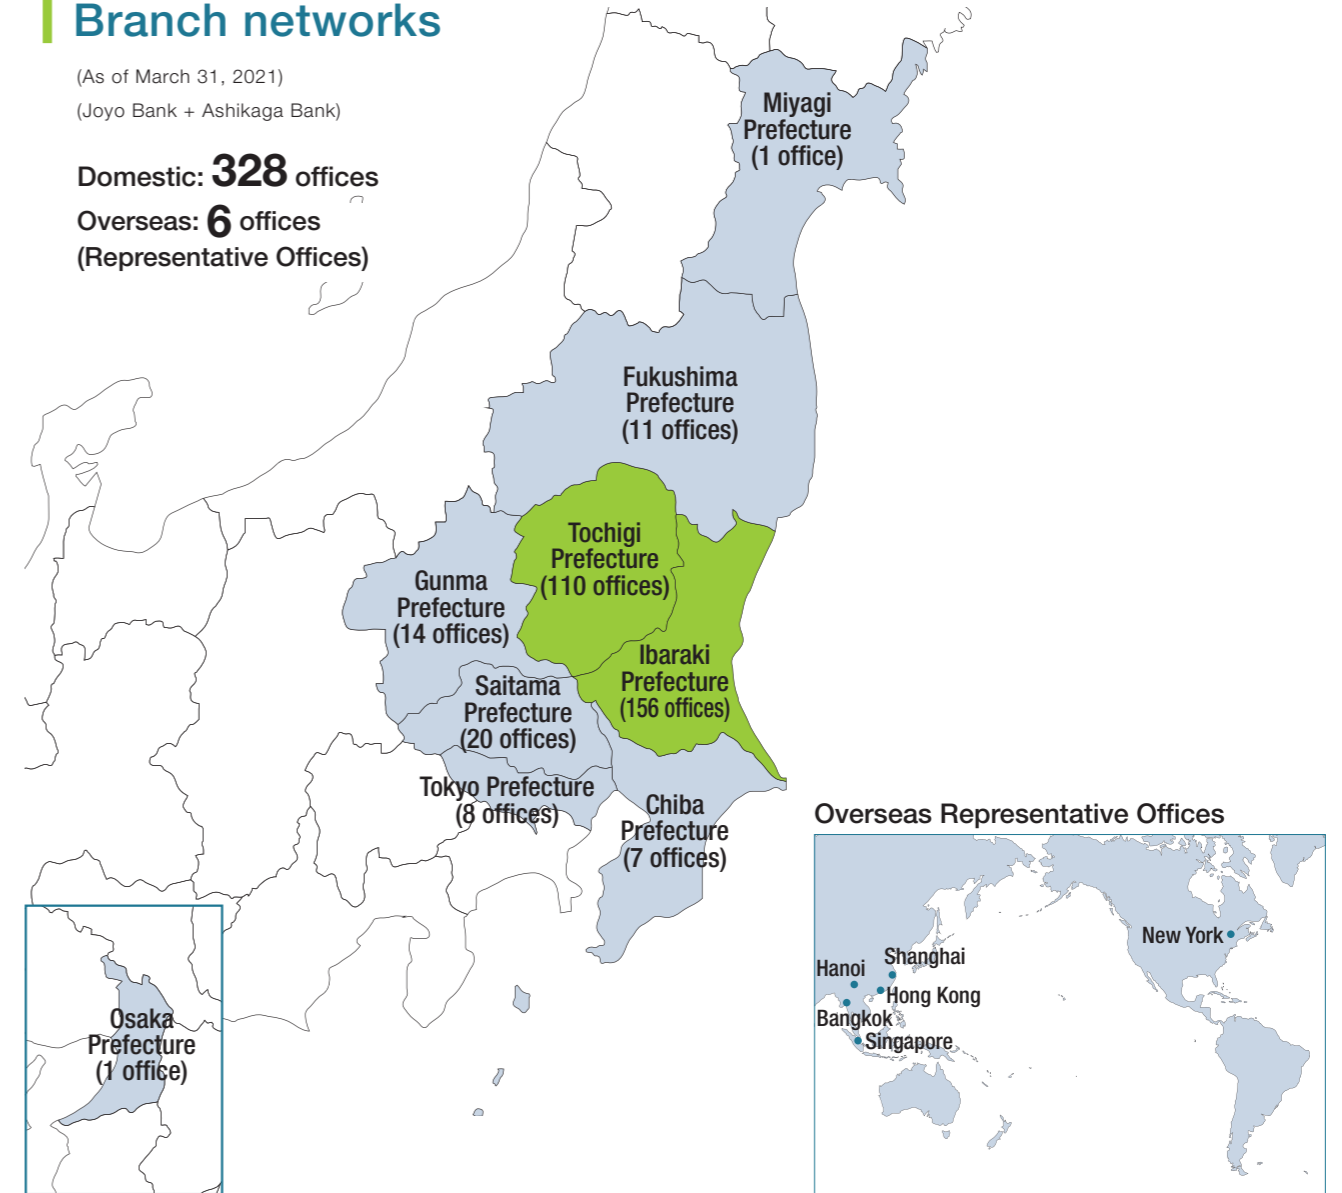 Branch networks
(As of March 31, 2021)
(Joyo Bank + Ashikaga Bank)
Domestic: 328 offices
Overseas: 6 offices
(Representative Offices)
Miyagi
Prefecture
(1 office)
Fukushima
Prefecture
(11 offices)
Tochigi
Prefecture
(110 offices)
Gunma
Prefecture
(14 offices)
Ibaraki
Prefecture
(156 offices)
Saitama
Prefecture
(20 offices)
Tokyo Prefecture
(8 offices)
Chiba
Prefecture
(7 offices)
Osaka
Prefecture
(1 office)
Overseas Representative Offices
New York
Shanghai
Hanoi
Hong Kong
Bangkok
Singapore